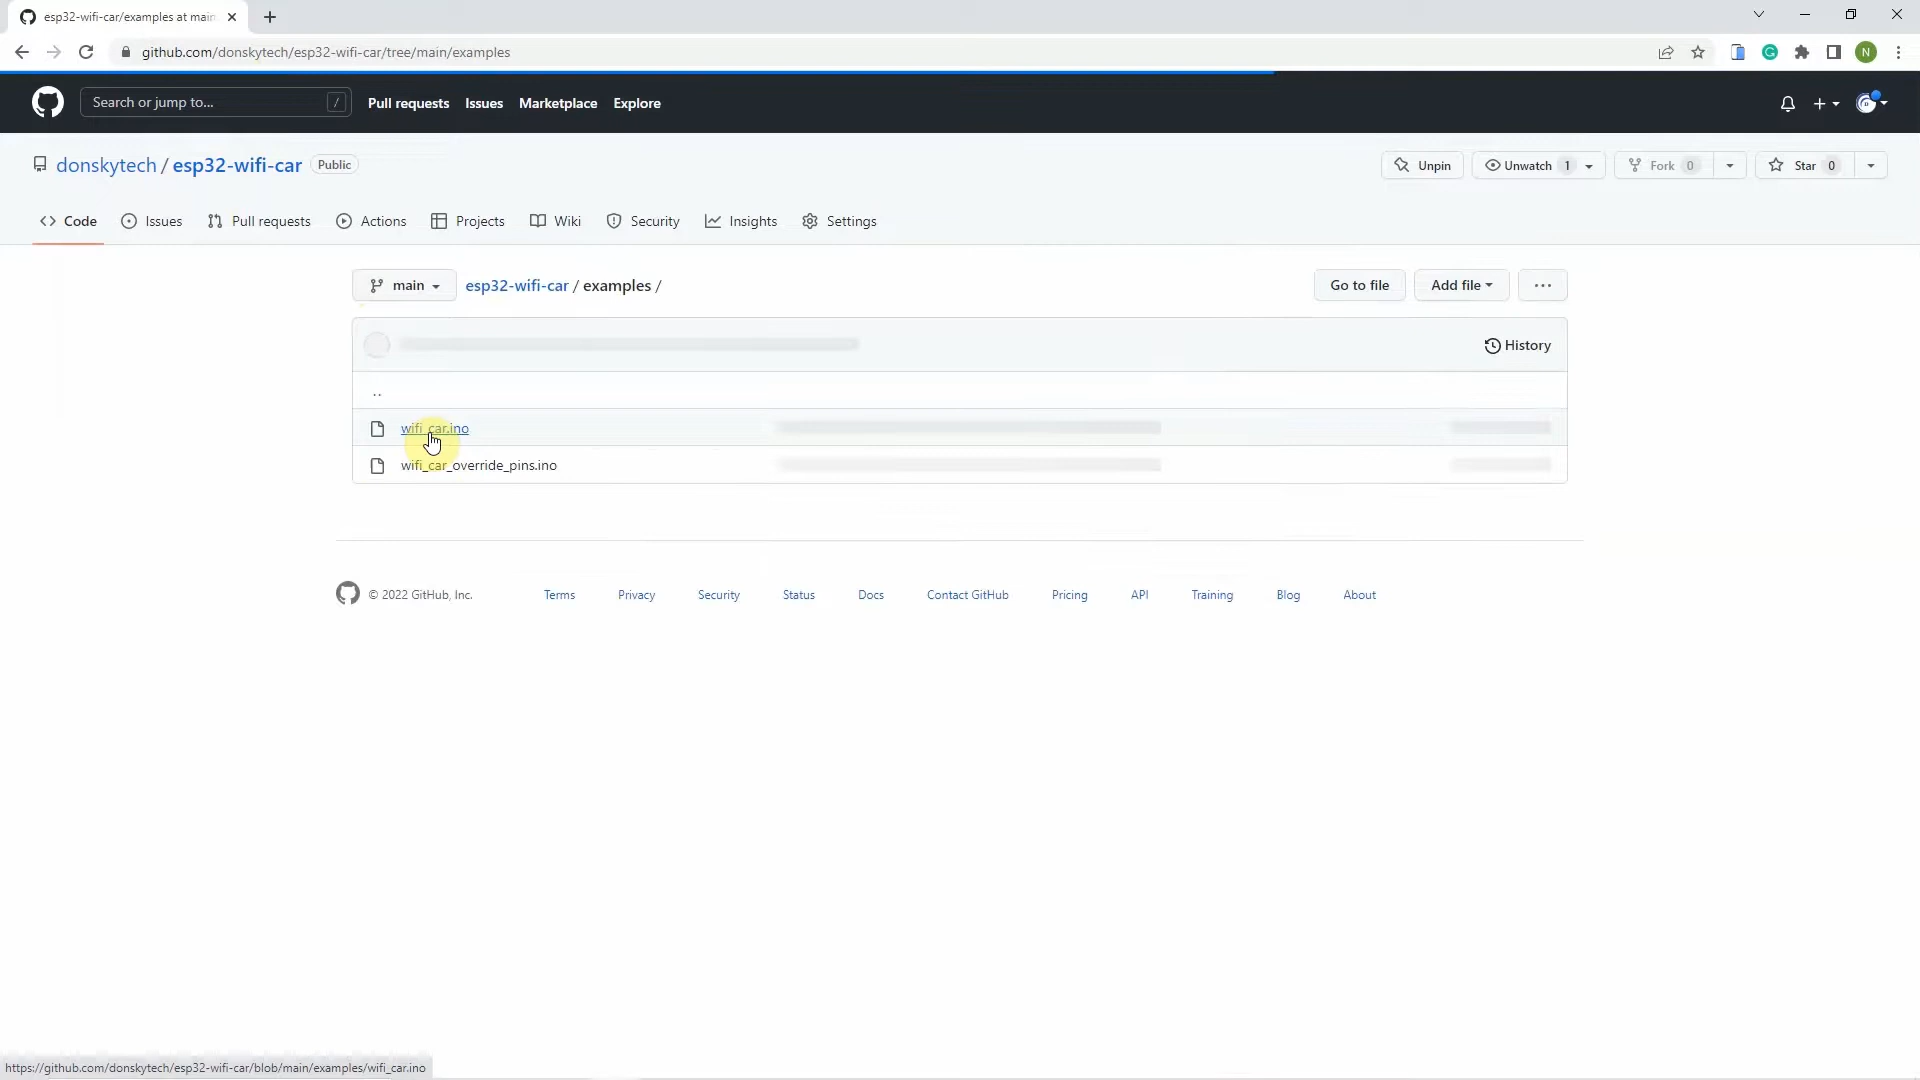 esp32-wifi-car/examples at main
github.com/donskytech/esp32-wifi-car/tree/main/examples
N
Search or jump to... /
Pull requests Issues Marketplace Explore
donskytech / esp32-wifi-car Public
Unpin Unwatch 1 Fork 0 Star 0
Code Issues Pull requests Actions Projects Wiki Security Insights Settings
main esp32-wifi-car / examples /
Go to file Add file ...
History
..
wifi_car.ino
wifi_car_override_pins.ino
© 2022 GitHub, Inc. Terms Privacy Security Status Docs Contact GitHub Pricing API Training Blog About
https://github.com/donskytech/esp32-wifi-car/blob/main/examples/wifi_car.ino